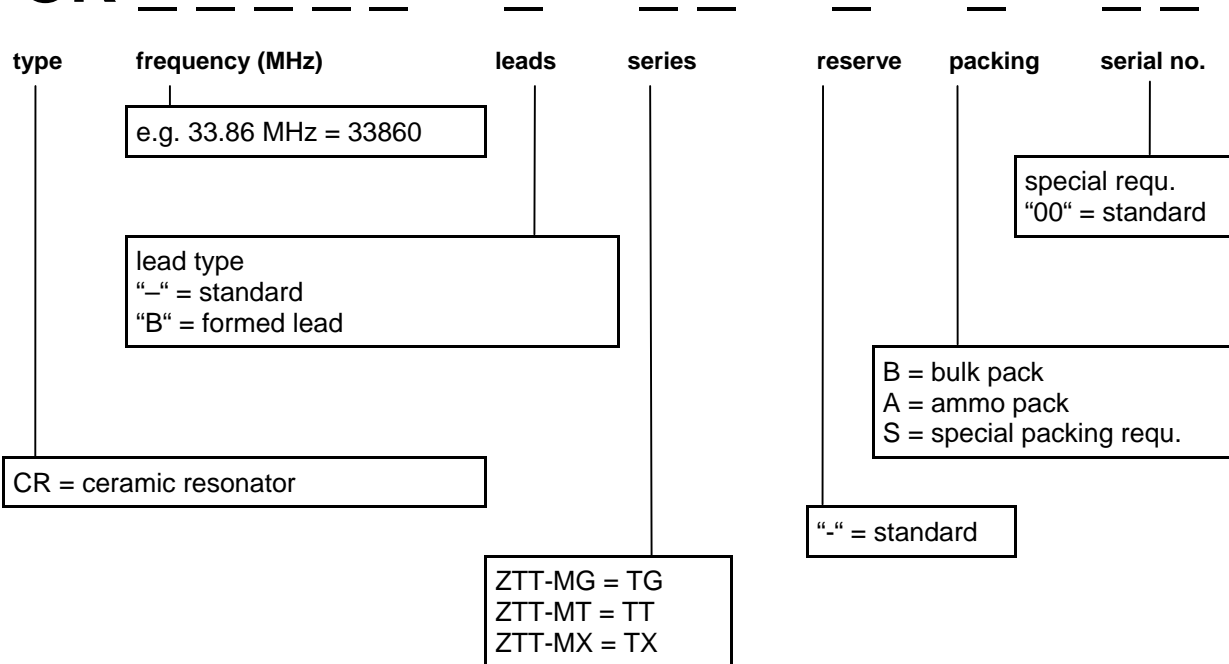 type frequency (MHz) leads series reserve packing serial no.
e.g. 33.86 MHz = 33860
special requ.
“00“ = standard
lead type
“–“ = standard
“B“ = formed lead
B = bulk pack
A = ammo pack
S = special packing requ.
CR = ceramic resonator
“-“ = standard
ZTT-MG = TG
ZTT-MT = TT
ZTT-MX = TX